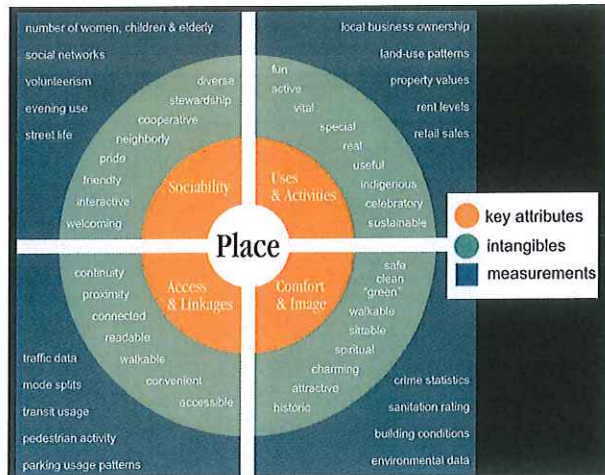 number of women, children & elderly
social networks
volunteerism
evening use
street life
diverse
stewardship
cooperative
neighborly
pride
friendly
interactive
welcoming
Sociability
local business ownership
land-use patterns
property values
rent levels
retail sales
fun
active
vital
special
real
useful
indigenous
celebratory
sustainable
Uses
& Activities
Place
continuity
proximity
connected
readable
walkable
convenient
accessible
Access
& Linkages
traffic data
mode splits
transit usage
pedestrian activity
parking usage patterns
Comfort
& Image
safe
clean
"green"
walkable
sittable
spiritual
charming
attractive
historic
crime statistics
sanitation rating
building conditions
environmental data
key attributes
intangibles
measurements